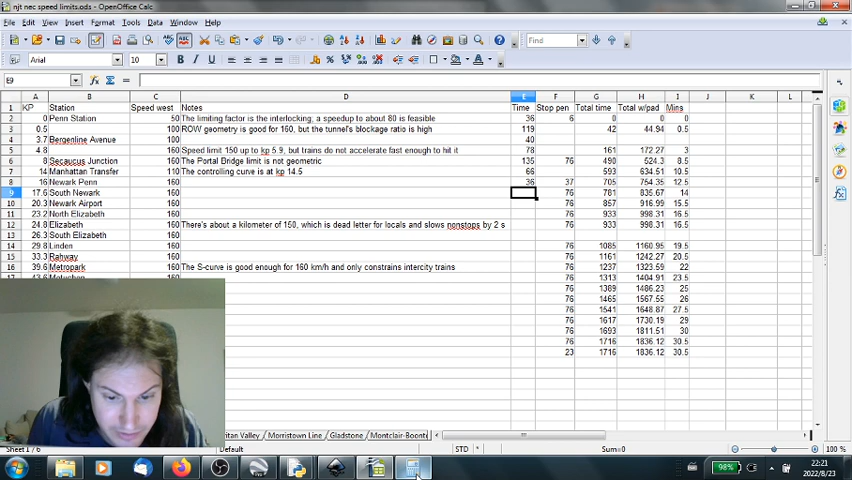 njt nec speed limits.ods - OpenOffice Calc
File Edit View Insert Format Tools Data Window Help
Find
Arial 10
E9
A B C D E F G H I J K L
1 KP Station Speed west Notes Time Stop pen Total time Total w/pad Mins
2 0 Penn Station 50 The limiting factor is the interlocking; a speedup to about 80 is feasible 36 6 0 0 0
3 0.5 100 ROW geometry is good for 160, but the tunnel's blockage ratio is high 119 42 44.94 0.5
4 3.7 Bergenline Avenue 100 40
5 4.8 160 Speed limit 150 up to kp 5.9, but trains do not accelerate fast enough to hit it 78 161 172.27 3
6 8 Secaucus Junction 160 The Portal Bridge limit is not geometric 135 76 490 524.3 8.5
7 14 Manhattan Transfer 110 The controlling curve is at kp 14.5 66 593 634.51 10.5
8 16 Newark Penn 160 36 37 705 754.35 12.5
9 17.6 South Newark 160 76 781 835.67 14
10 20.3 Newark Airport 160 76 857 916.99 15.5
11 23.2 North Elizabeth 160 76 933 998.31 16.5
12 24.8 Elizabeth 160 There's about a kilometer of 150, which is dead letter for locals and slows nonstops by 2 s 76 933 998.31 16.5
13 26.3 South Elizabeth 160
14 29.8 Linden 160 76 1085 1160.95 19.5
15 33.3 Rahway 160 76 1161 1242.27 20.5
16 39.6 Metropark 160 The S-curve is good enough for 160 km/h and only constrains intercity trains 76 1237 1323.59 22
160 76 1313 1404.91 23.5
76 1389 1486.23 25
76 1465 1567.55 26
76 1541 1648.87 27.5
76 1617 1730.19 29
76 1693 1811.51 30
76 1716 1836.12 30.5
23 1716 1836.12 30.5
ritan Valley Morristown Line Gladstone Montclair-Boont
Sheet 1 / 6 Default STD * Sum=0 100 %
98% 22:21
2022/8/23